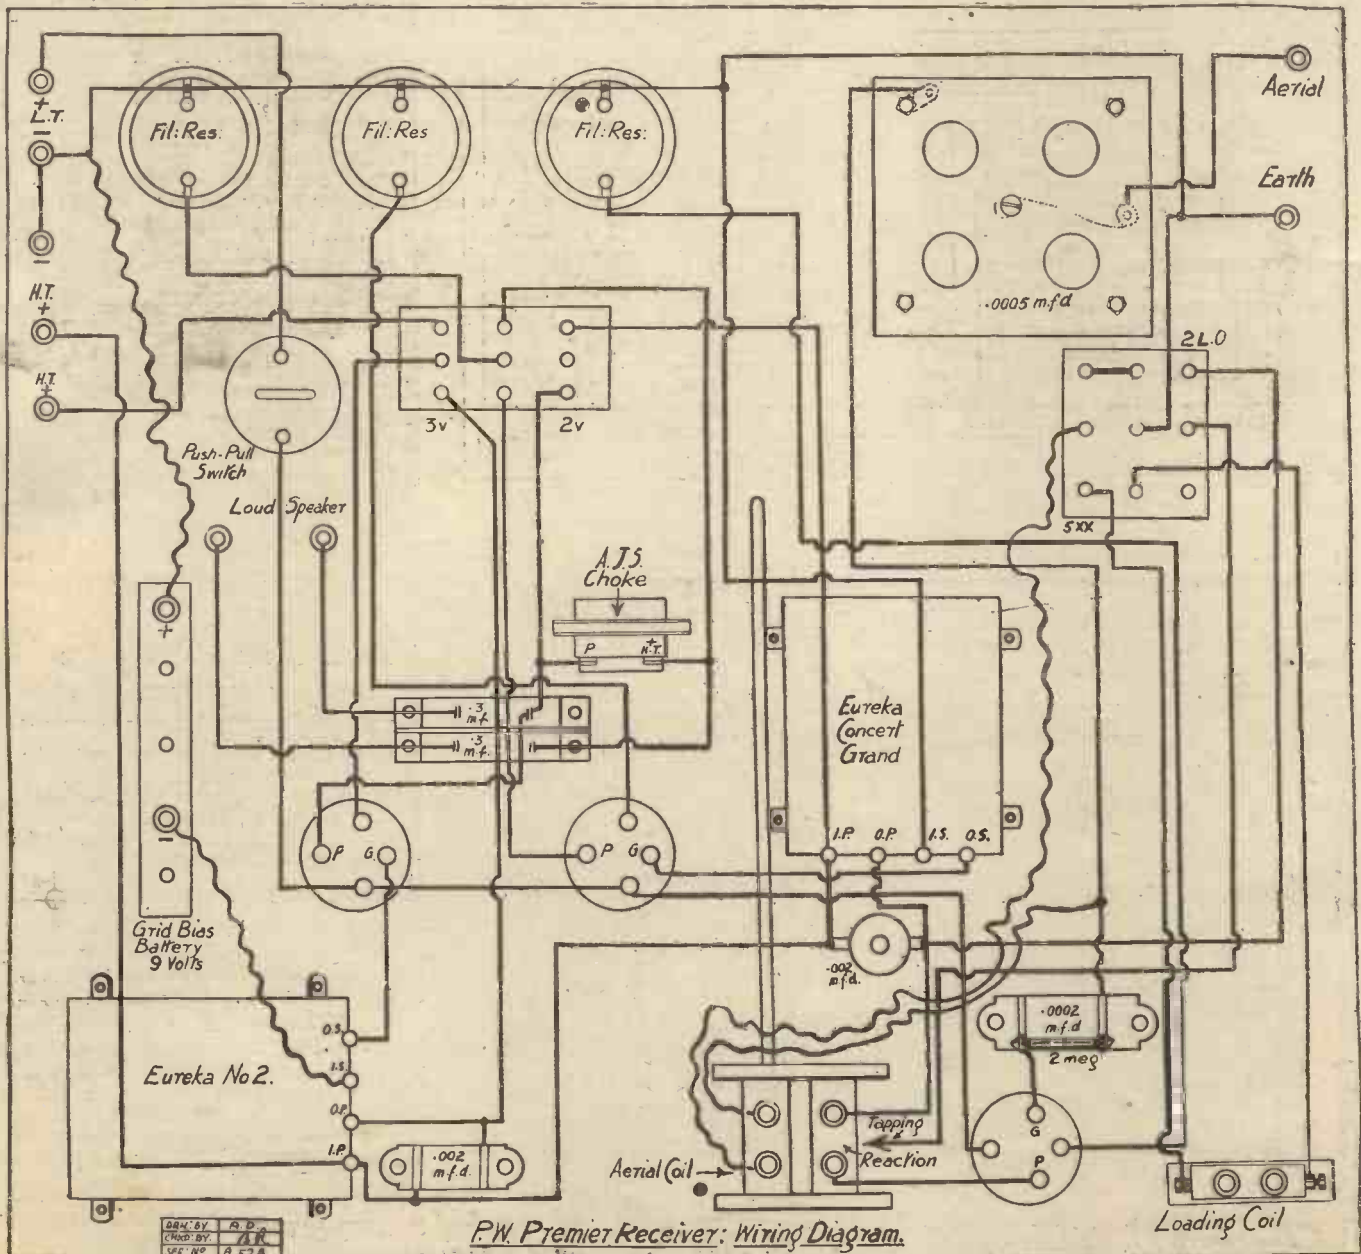 Aerial
+
L.T.
-
Fil: Res:
Fil: Res
Fil: Res:
Earth
-
H.T.
+
.0005 m.f.d
2 L.O
H.T.
+
3v
2v
Push-Pull
Switch
Loud Speaker
5XX
A.J.S.
Choke
+
P
+
H.T.
.3
m.f.
.3
m.f.
Eureka
Concert
Grand
-
P
G.
P
G
I.P.
O.P.
I.S.
O.S.
Grid Bias
Battery
9 Volts
.002
m.f.d.
O.S.
I.S.
O.P.
I.P.
Eureka No 2.
.0002
m.f.d
2 meg
.002
m.f.d.
Tapping
Reaction
Aerial Coil
G
P
Loading Coil
DRN: BY A.D.
CHKD: BY.
P.W. Premier Receiver: Wiring Diagram.